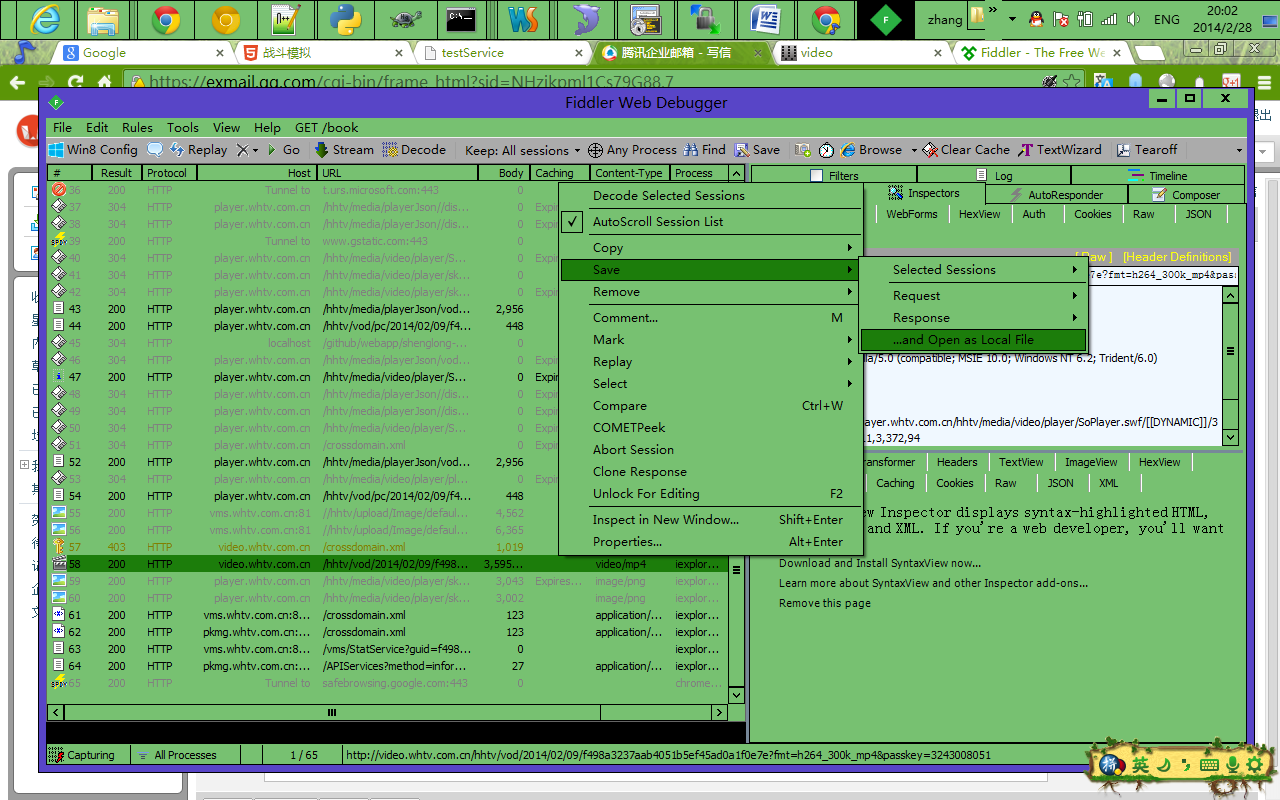 zhang
»
ENG
20:02
2014/2/28
Google
战斗模拟
testService
腾讯企业邮箱 - 写信
video
Fiddler - The Free We
https://exmail.qq.com/cgi-bin/frame_html?sid=NHzjkpml1Cs79G88,7
Fiddler Web Debugger
File Edit Rules Tools View Help GET /book
Win8 Config Replay Go Stream Decode Keep: All sessions Any Process Find Save Browse Clear Cache TextWizard Tearoff
# Result Protocol Host URL Body Caching Content-Type Process
36 200 HTTP Tunnel to t.urs.microsoft.com:443 0
37 304 HTTP player.whtv.com.cn /hhtv/media/playerJson//dis... 0 Expi
38 304 HTTP player.whtv.com.cn /hhtv/media/playerJson//dis... 0 Expi
39 200 HTTP Tunnel to www.gstatic.com:443 0
40 304 HTTP player.whtv.com.cn /hhtv/media/video/player/S... 0 Expi
41 304 HTTP player.whtv.com.cn /hhtv/media/video/player/sk... 0 Expi
42 304 HTTP player.whtv.com.cn /hhtv/media/video/player/sk... 0 Expi
43 200 HTTP player.whtv.com.cn /hhtv/media/playerJson/vod... 2,956
44 200 HTTP player.whtv.com.cn /hhtv/vod/pc/2014/02/09/f4... 448
45 304 HTTP localhost /github/webapp/shenglong-... 0
46 304 HTTP player.whtv.com.cn /hhtv/media/video/player/sk... 0 Expi
47 200 HTTP player.whtv.com.cn /hhtv/media/video/player/S... 0 Expi
48 304 HTTP player.whtv.com.cn /hhtv/media/playerJson//dis... 0 Expi
49 304 HTTP player.whtv.com.cn /hhtv/media/playerJson//dis... 0 Expi
50 304 HTTP player.whtv.com.cn /hhtv/media/video/player/S... 0 Expi
51 304 HTTP player.whtv.com.cn /crossdomain.xml 0
52 200 HTTP player.whtv.com.cn /hhtv/media/playerJson/vod... 2,956
53 304 HTTP player.whtv.com.cn /hhtv/media/video/player/pl... 0 Expi
54 200 HTTP player.whtv.com.cn /hhtv/vod/pc/2014/02/09/f4... 448
55 200 HTTP vms.whtv.com.cn:81 /hhtv/upload/Image/defaul... 4,562
56 200 HTTP vms.whtv.com.cn:81 /hhtv/upload/Image/defaul... 6,365
57 403 HTTP video.whtv.com.cn /crossdomain.xml 1,019
58 200 HTTP video.whtv.com.cn /hhtv/vod/2014/02/09/f498... 3,595... video/mp4 iexplor...
59 200 HTTP player.whtv.com.cn /hhtv/media/video/player/sk... 3,043 Expires... image/png iexplor...
60 200 HTTP player.whtv.com.cn /hhtv/media/video/player/sk... 3,002 image/png iexplor...
61 200 HTTP vms.whtv.com.cn:8... /crossdomain.xml 123 application/... iexplor...
62 200 HTTP pkmg.whtv.com.cn:... /crossdomain.xml 123 application/... iexplor...
63 200 HTTP vms.whtv.com.cn:8... /vms/StatService?guid=f498... 0 iexplor...
64 200 HTTP pkmg.whtv.com.cn:... /APIServices?method=infor... 27 application/... iexplor...
65 200 HTTP Tunnel to safebrowsing.google.com:443 0 chrome...
Decode Selected Sessions
AutoScroll Session List
Copy
Save
Remove
Comment... M
Mark
Replay
Select
Compare Ctrl+W
COMETPeek
Abort Session
Clone Response
Unlock For Editing F2
Inspect in New Window... Shift+Enter
Properties... Alt+Enter
Selected Sessions
Request
Response
...and Open as Local File
Filters Log Timeline
Inspectors AutoResponder Composer
WebForms HexView Auth Cookies Raw JSON
[ Raw ] [Header Definitions]
7e?fmt=h264_300k_mp4&pas
la/5.0 (compatible; MSIE 10.0; Windows NT 6.2; Trident/6.0)
ayer.whtv.com.cn/hhtv/media/video/player/SoPlayer.swf/[[DYNAMIC]]/3
11,3,372,94
ransformer Headers TextView ImageView HexView
Caching Cookies Raw JSON XML
w Inspector displays syntax-highlighted HTML,
and XML. If you're a web developer, you'll want
Download and Install SyntaxView now...
Learn more about SyntaxView and other Inspector add-ons...
Remove this page
Capturing All Processes 1 / 65 http://video.whtv.com.cn/hhtv/vod/2014/02/09/f498a3237aab4051b5ef45ad0a1f0e7e?fmt=h264_300k_mp4&passkey=3243008051
英